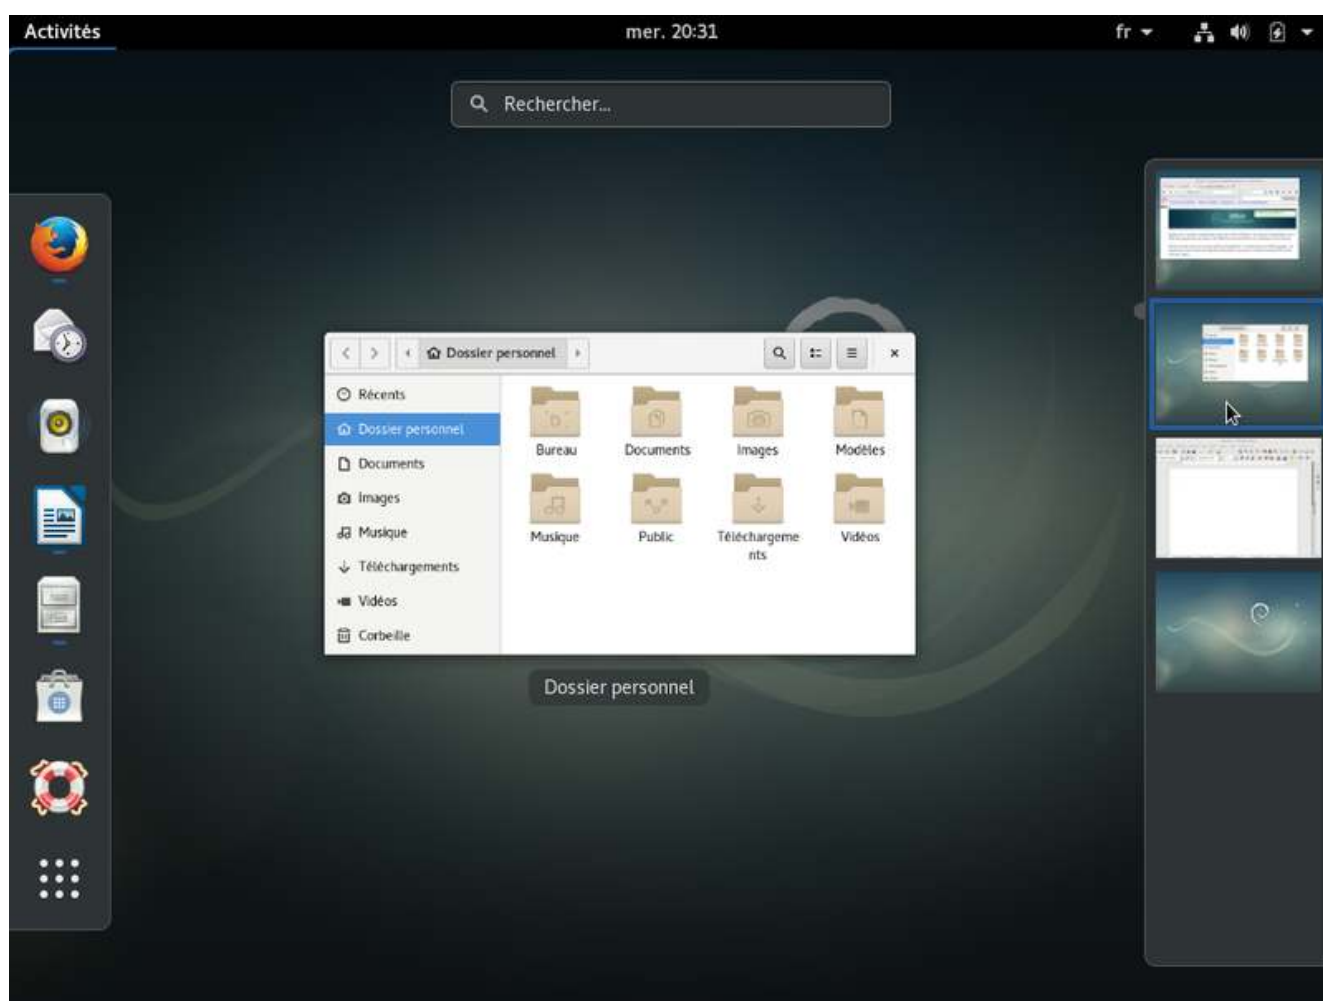 Activités
mer. 20:31
fr
Rechercher...
Dossier personnel
Récents
Dossier personnel
Documents
Images
Musique
Téléchargements
Vidéos
Corbeille
Bureau Documents Images Modèles
Musique Public Téléchargeme Vidéos
nts
Dossier personnel